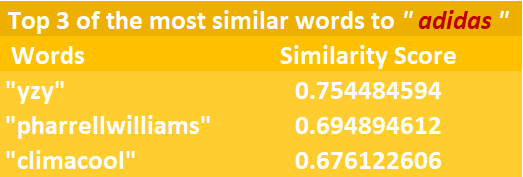 Top 3 of the most similar words to " adidas "
Words Similarity Score
"yzy" 0.754484594
"pharrellwilliams" 0.694894612
"climacool" 0.676122606